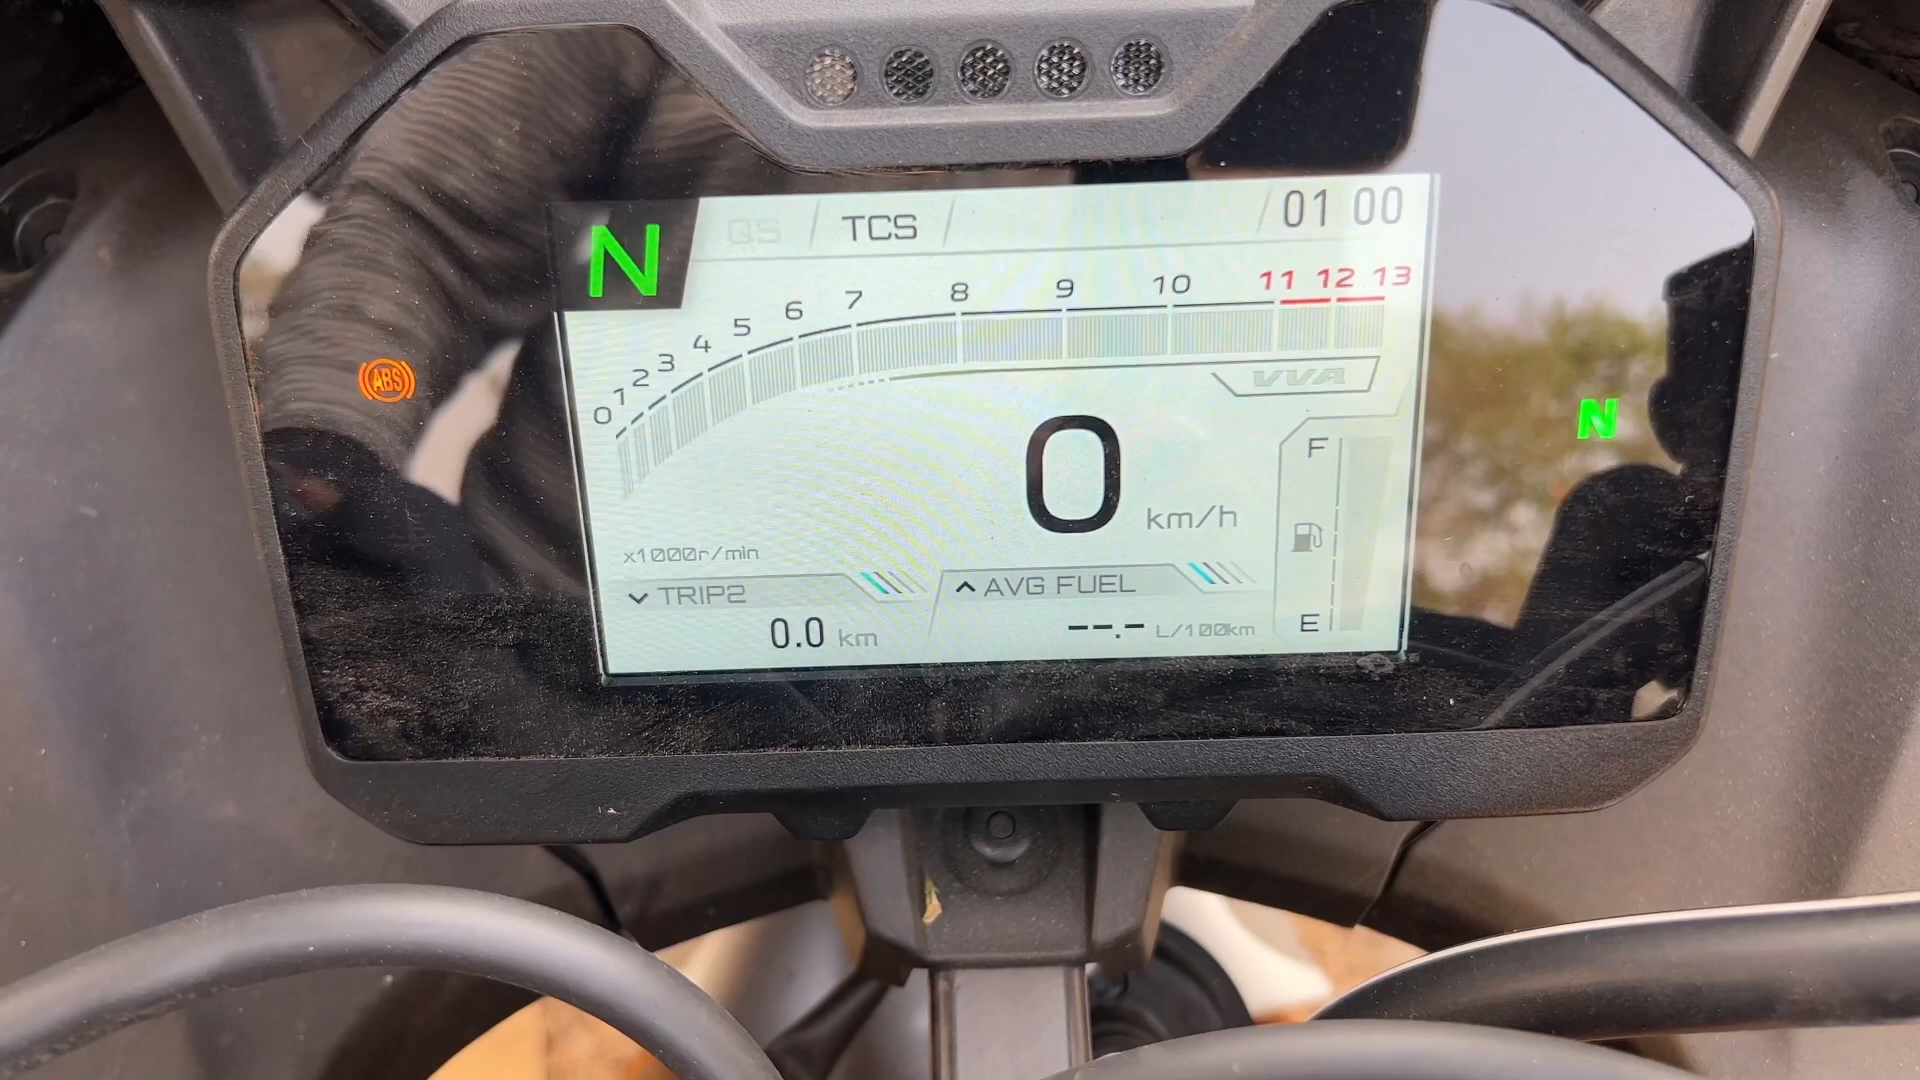 N QS TCS 01 00
0 1 2 3 4 5 6 7 8 9 10 11 12 13
VVA
ABS
N
0 km/h
F
E
x1000r/min
TRIP2
0.0 km
AVG FUEL
--.- L/100km